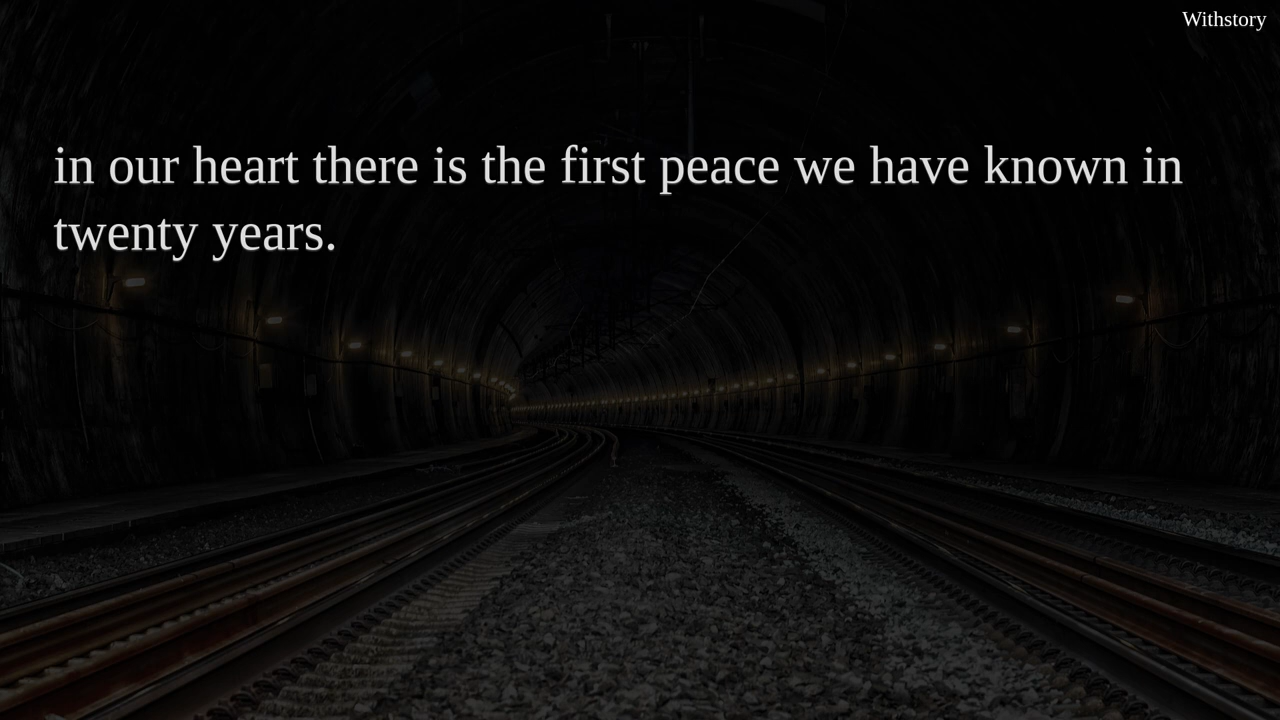 Withstory
in our heart there is the first peace we have known in
twenty years.